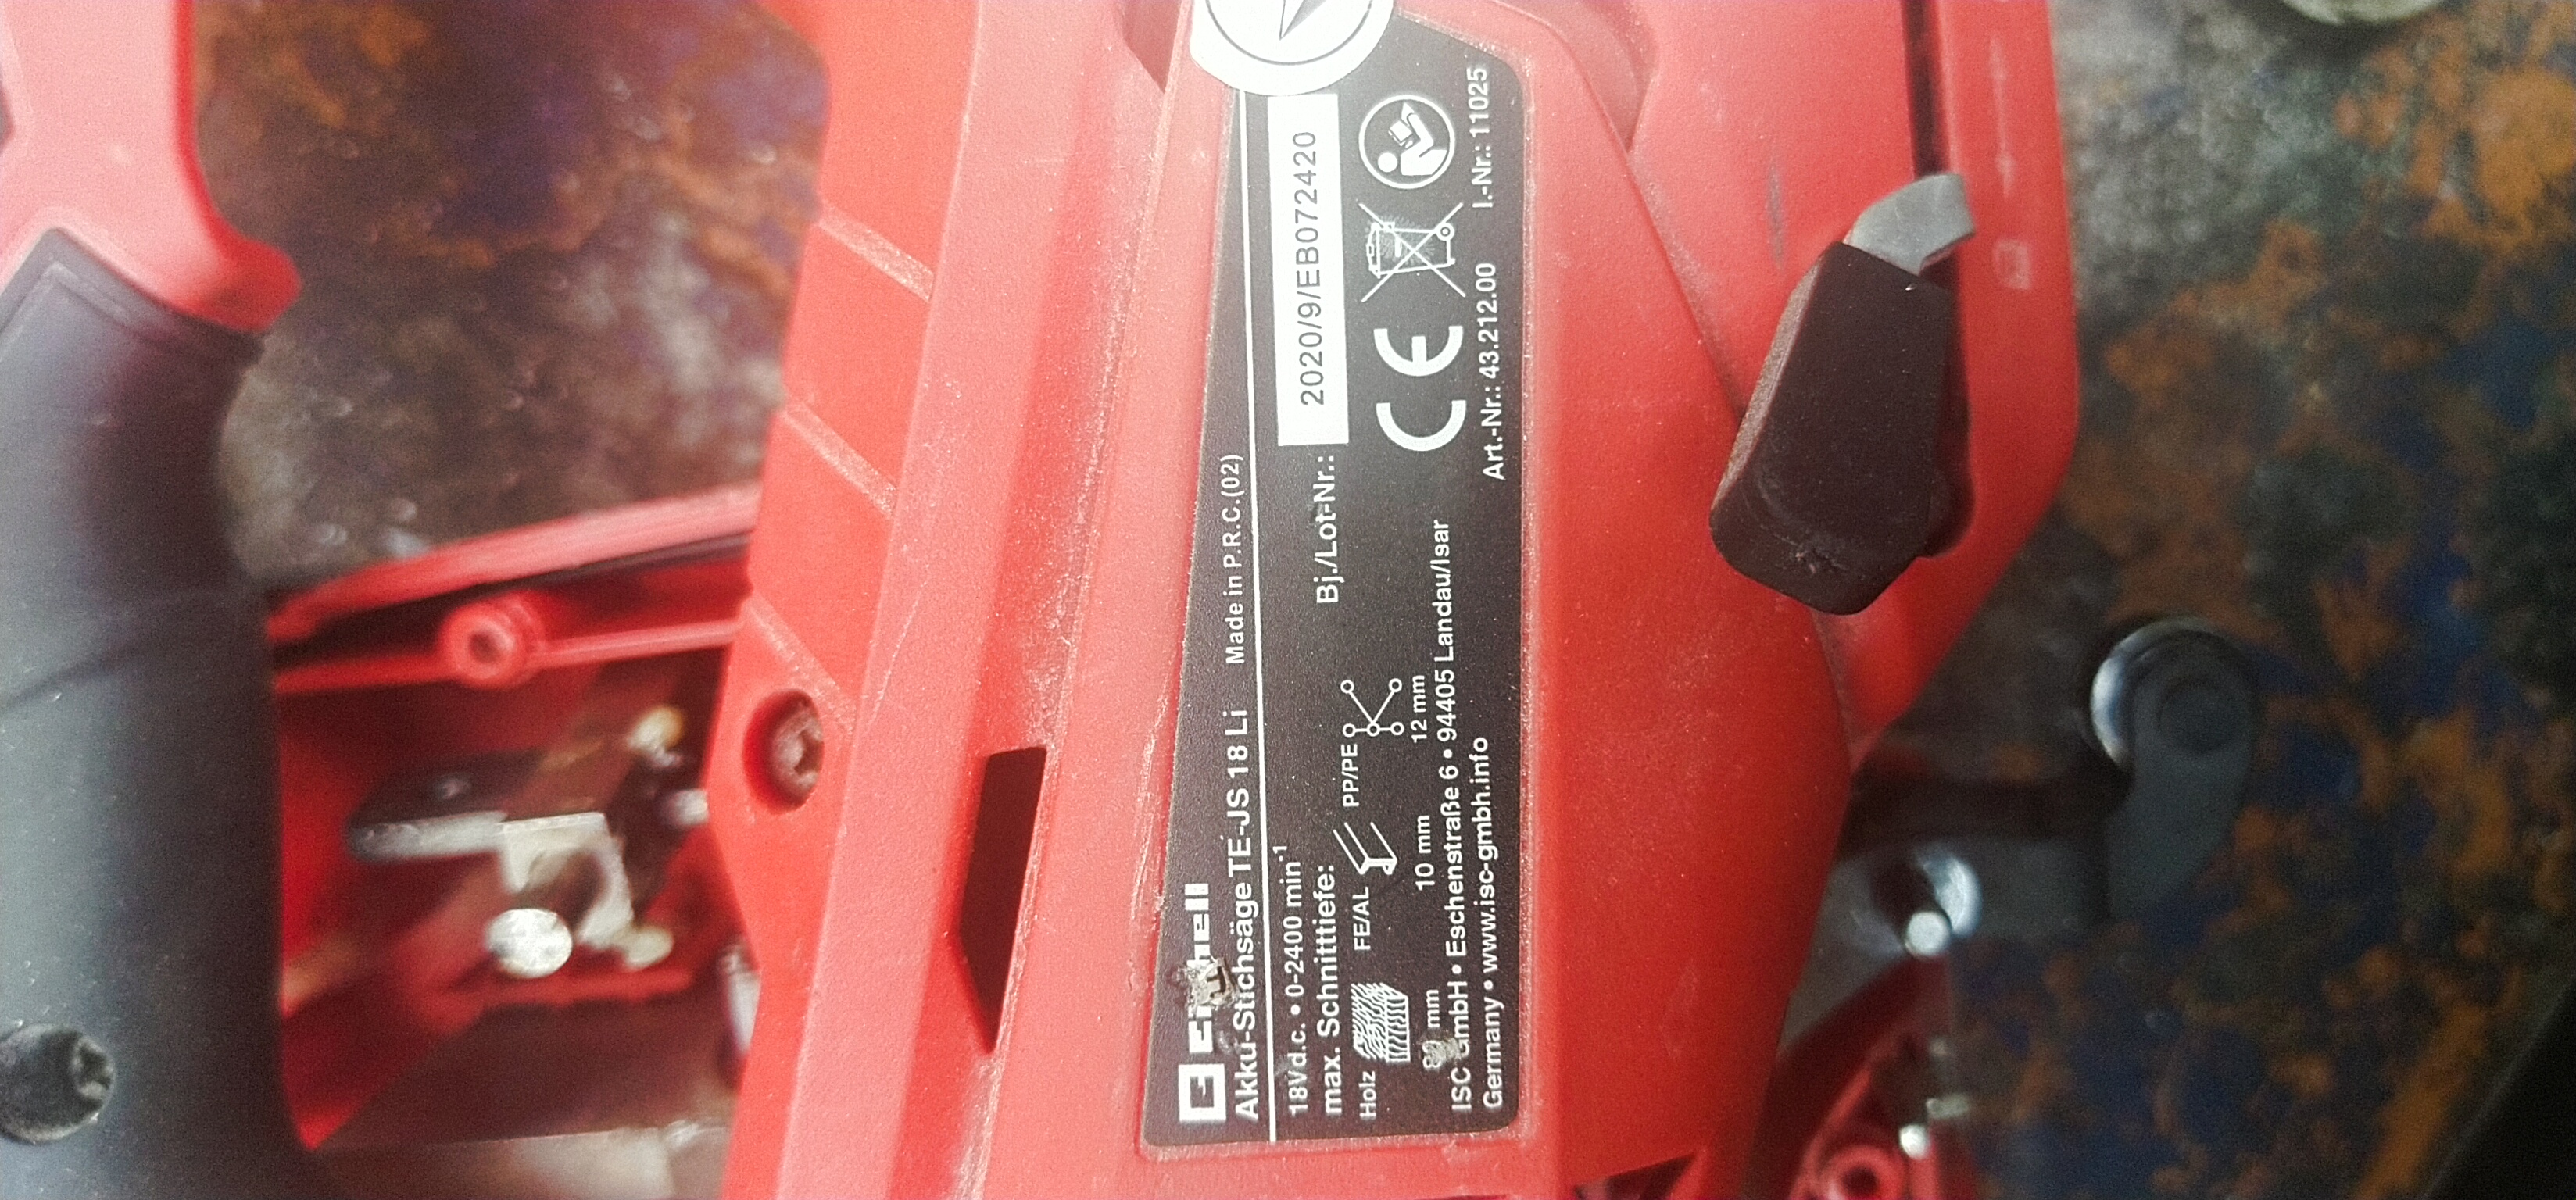 Einhell
Akku-Stichsäge TE-JS 18 Li Made in P.R.C.(02)
18Vd.c. • 0-2400 min-1
Bj./Lot-Nr.: 2020/9/EB072420
max. Schnitttiefe:
Holz FE/AL PP/PE
mm 10 mm 12 mm
CE
ISC GmbH • Eschenstraße 6 • 94405 Landau/Isar
Germany • www.isc-gmbh.info
Art.-Nr.: 43.212.00 I.-Nr.: 11025